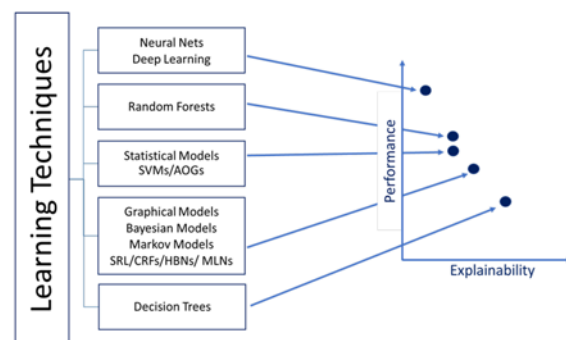 Learning Techniques
Neural Nets
Deep Learning
Random Forests
Statistical Models
SVMs/AOGs
Graphical Models
Bayesian Models
Markov Models
SRL/CRFs/HBNs/ MLNs
Decision Trees
Performance
Explainability